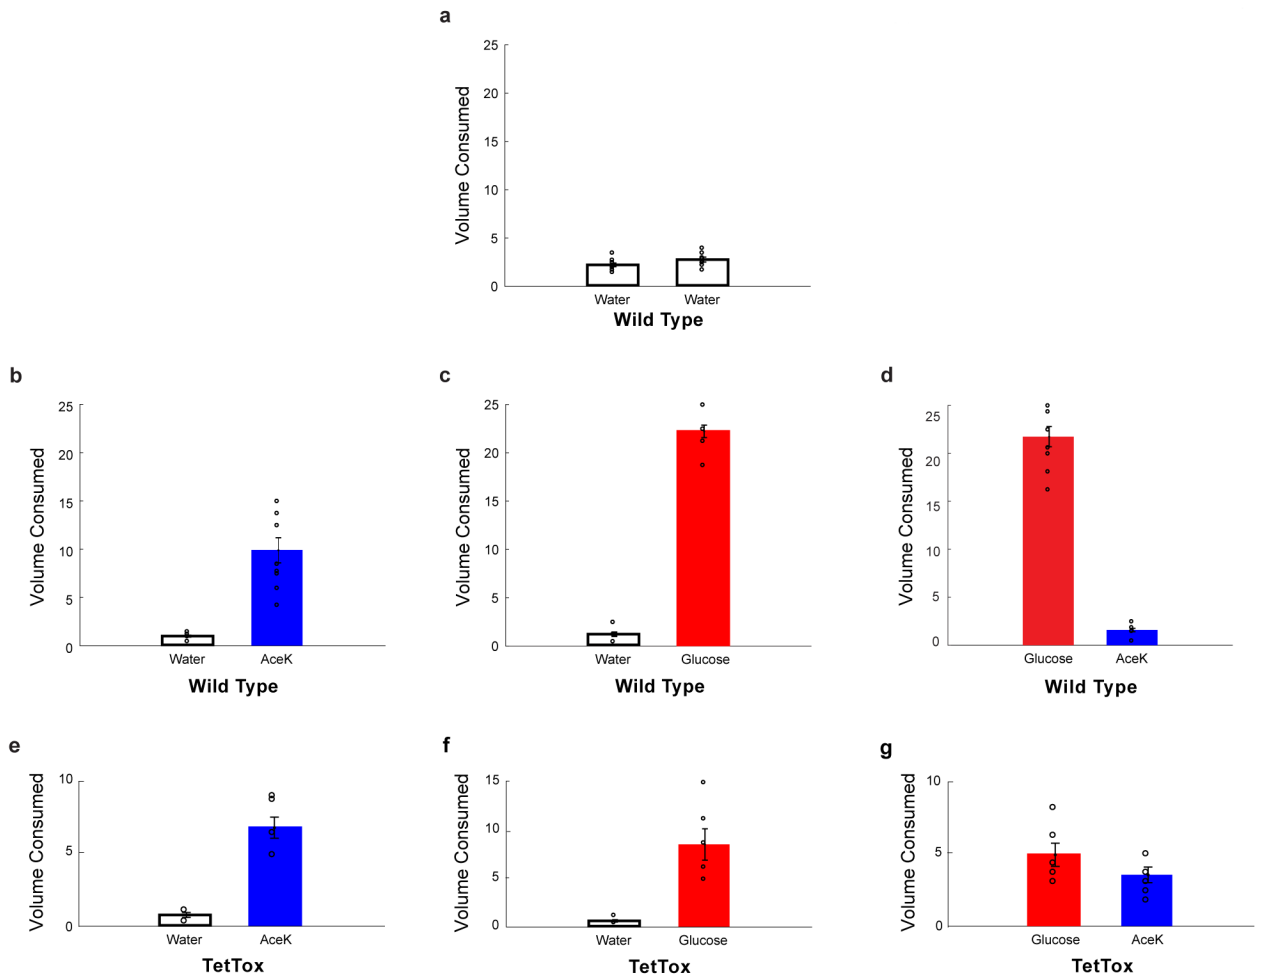 a
25
20
15
10
5
0
Volume Consumed
Water Water
Wild Type
b
25
20
15
10
5
0
Volume Consumed
Water AceK
Wild Type
c
25
20
15
10
5
0
Volume Consumed
Water Glucose
Wild Type
d
25
20
15
10
5
0
Volume Consumed
Glucose AceK
Wild Type
e
10
5
0
Volume Consumed
Water AceK
TetTox
f
15
10
5
0
Volume Consumed
Water Glucose
TetTox
g
10
5
0
Volume Consumed
Glucose AceK
TetTox